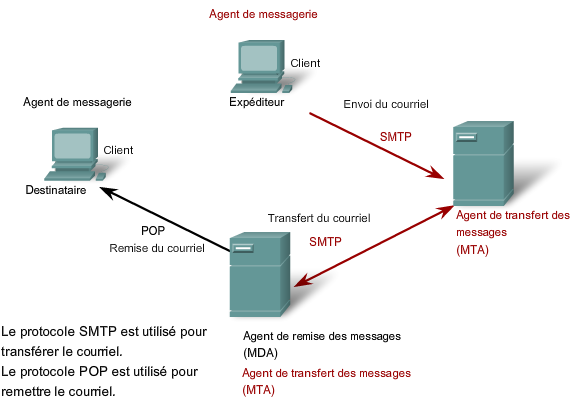 Agent de messagerie
Client
Expéditeur
Envoi du courriel
SMTP
Agent de messagerie
Client
Destinataire
Agent de transfert des
messages
(MTA)
Transfert du courriel
SMTP
POP
Remise du courriel
Le protocole SMTP est utilisé pour
transférer le courriel.
Le protocole POP est utilisé pour
remettre le courriel.
Agent de remise des messages
(MDA)
Agent de transfert des messages
(MTA)